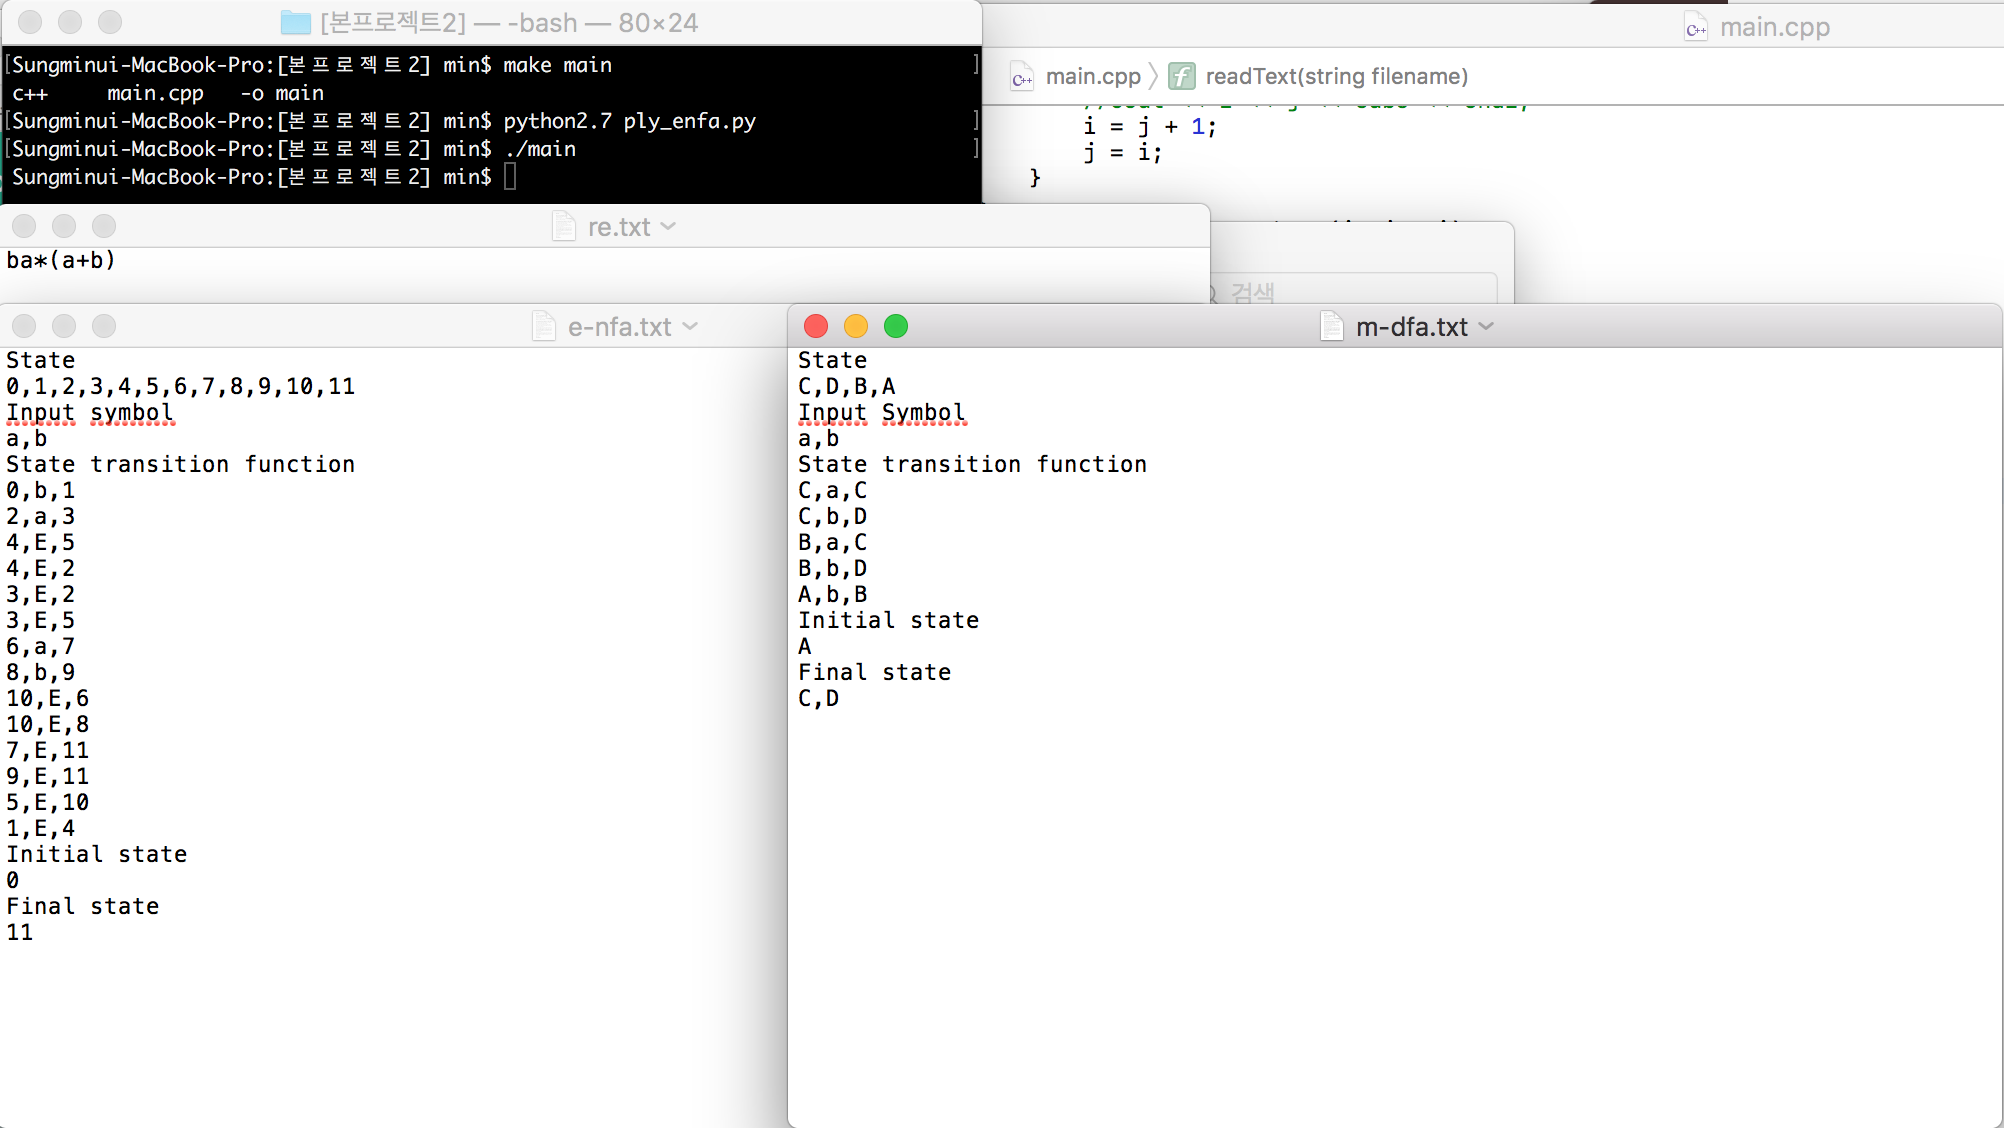 [본프로젝트2] — -bash — 80×24
[Sungminui-MacBook-Pro:[본프로젝트2] min$ make main ]
c++ main.cpp -o main
[Sungminui-MacBook-Pro:[본프로젝트2] min$ python2.7 ply_enfa.py ]
[Sungminui-MacBook-Pro:[본프로젝트2] min$ ./main ]
Sungminui-MacBook-Pro:[본프로젝트2] min$
main.cpp
main.cpp
readText(string filename)
i = j + 1;
j = i;
}
re.txt
ba*(a+b)
검색
e-nfa.txt
State
0,1,2,3,4,5,6,7,8,9,10,11
Input symbol
a,b
State transition function
0,b,1
2,a,3
4,E,5
4,E,2
3,E,2
3,E,5
6,a,7
8,b,9
10,E,6
10,E,8
7,E,11
9,E,11
5,E,10
1,E,4
Initial state
0
Final state
11
m-dfa.txt
State
C,D,B,A
Input Symbol
a,b
State transition function
C,a,C
C,b,D
B,a,C
B,b,D
A,b,B
Initial state
A
Final state
C,D